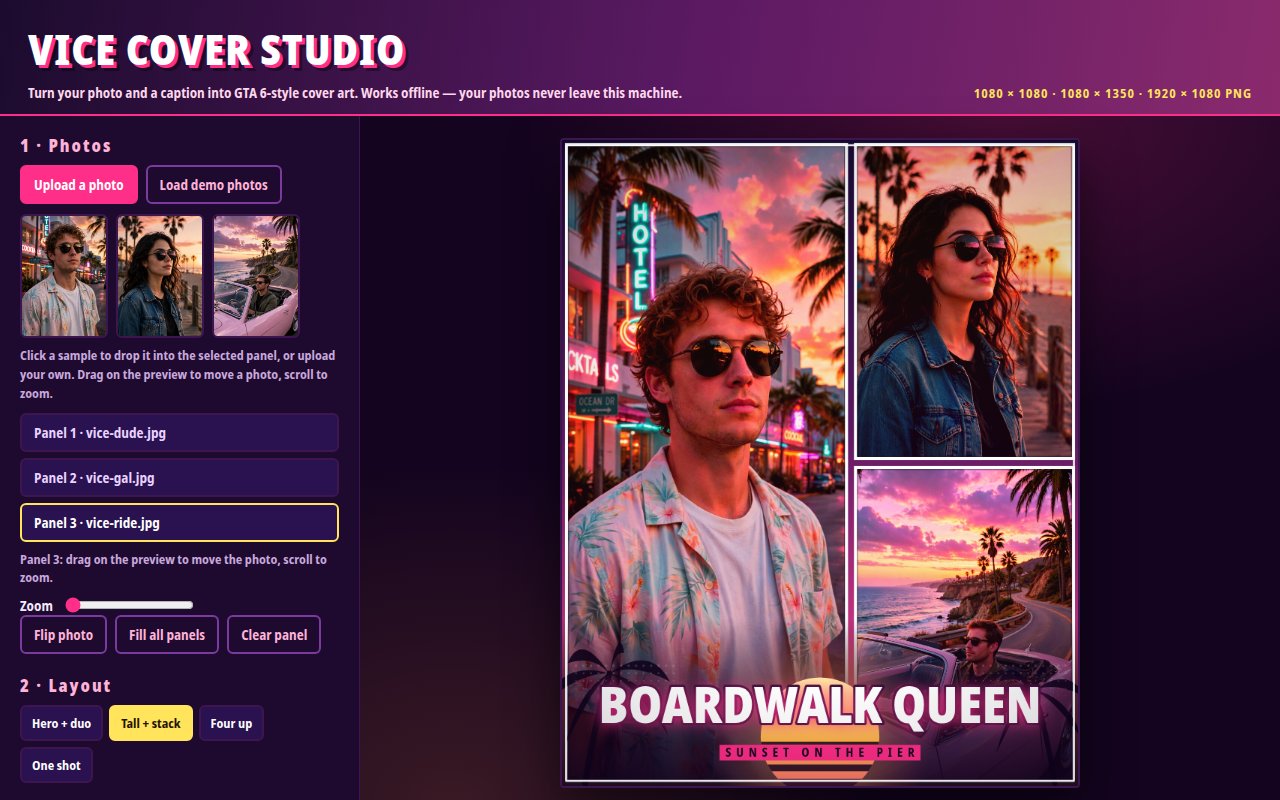 VICE COVER STUDIO
Turn your photo and a caption into GTA 6-style cover art. Works offline — your photos never leave this machine.
1080 × 1080 · 1080 × 1350 · 1920 × 1080 PNG
1 · Photos
Upload a photo
Load demo photos
Click a sample to drop it into the selected panel, or upload
your own. Drag on the preview to move a photo, scroll to
zoom.
Panel 1 · vice-dude.jpg
Panel 2 · vice-gal.jpg
Panel 3 · vice-ride.jpg
Panel 3: drag on the preview to move the photo, scroll to
zoom.
Zoom
Flip photo
Fill all panels
Clear panel
2 · Layout
Hero + duo
Tall + stack
Four up
One shot
HOTEL
OCEAN DR
BOARDWALK QUEEN
SUNSET ON THE PIER